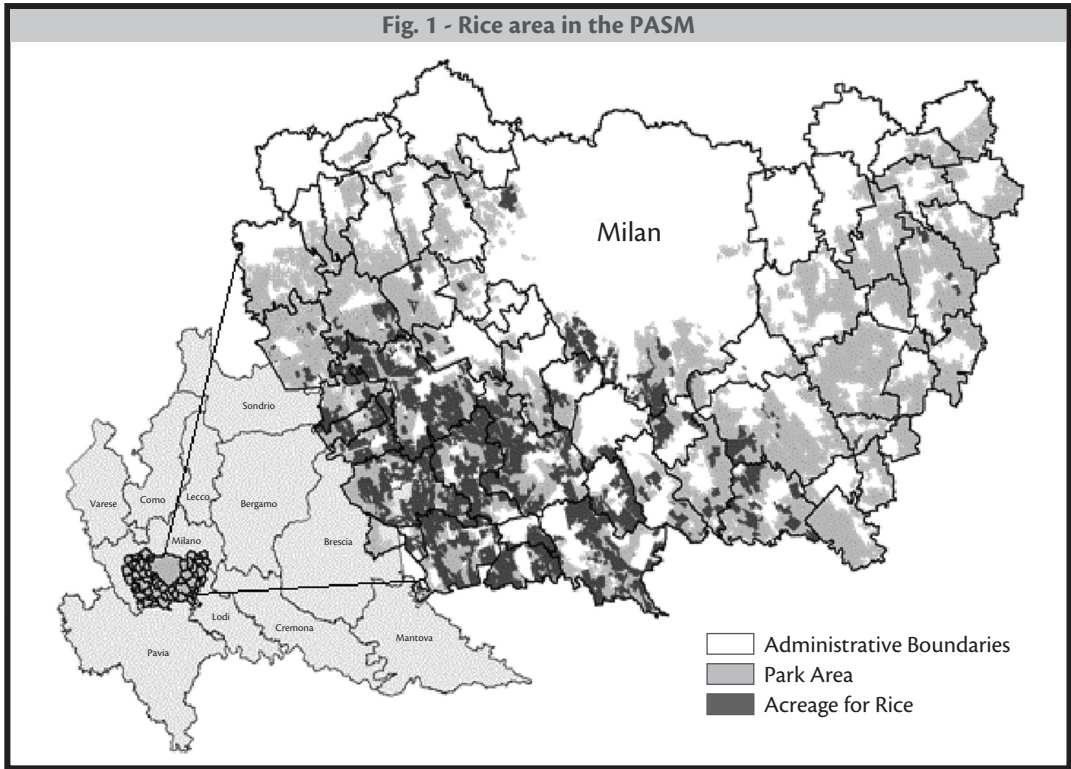 Fig. 1 - Rice area in the PASM
Milan
Sondrio
Varese
Como
Lecco
Bergamo
Milano
Brescia
Lodi
Cremona
Mantova
Pavia
Administrative Boundaries
Park Area
Acreage for Rice